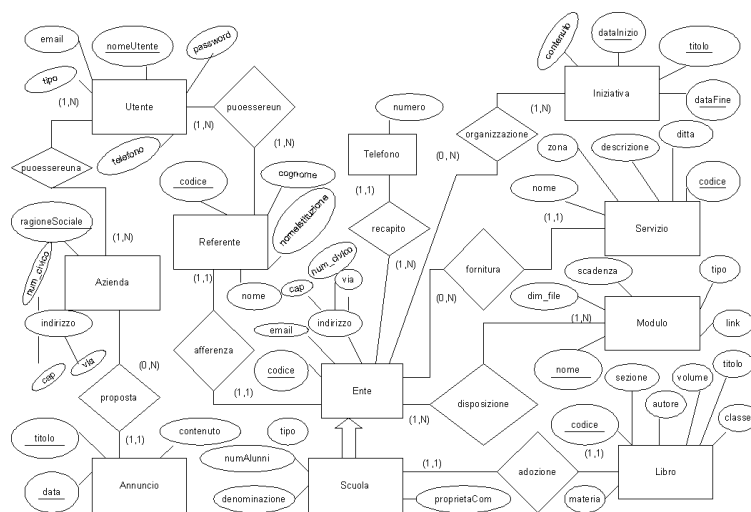 email
nomeUtente
password
tipo
Utente
(1,N)
(1,N)
telefono
puoessereun
(1,N)
puoessereuna
(1,N)
contenuto
dataInizio
titolo
Iniziativa
dataFine
(1,N)
organizzazione
(0,N)
numero
Telefono
(1,1)
recapito
(1,N)
zona
descrizione
ditta
codice
nome
Servizio
(1,1)
fornitura
(0,N)
codice
cognome
nomeIstituzione
Referente
(1,1)
nome
ragioneSociale
num_civico
Azienda
indirizzo
cap
via
(0,N)
proposta
(1,1)
num_civico
cap
via
email
indirizzo
codice
Ente
afferenza
(1,1)
scadenza
tipo
dim_file
(1,N)
Modulo
link
nome
disposizione
(1,N)
titolo
contenuto
data
Annuncio
tipo
numAlunni
denominazione
Scuola
proprietaCom
(1,1)
adozione
(1,1)
sezione
volume
titolo
autore
codice
classe
Libro
materia